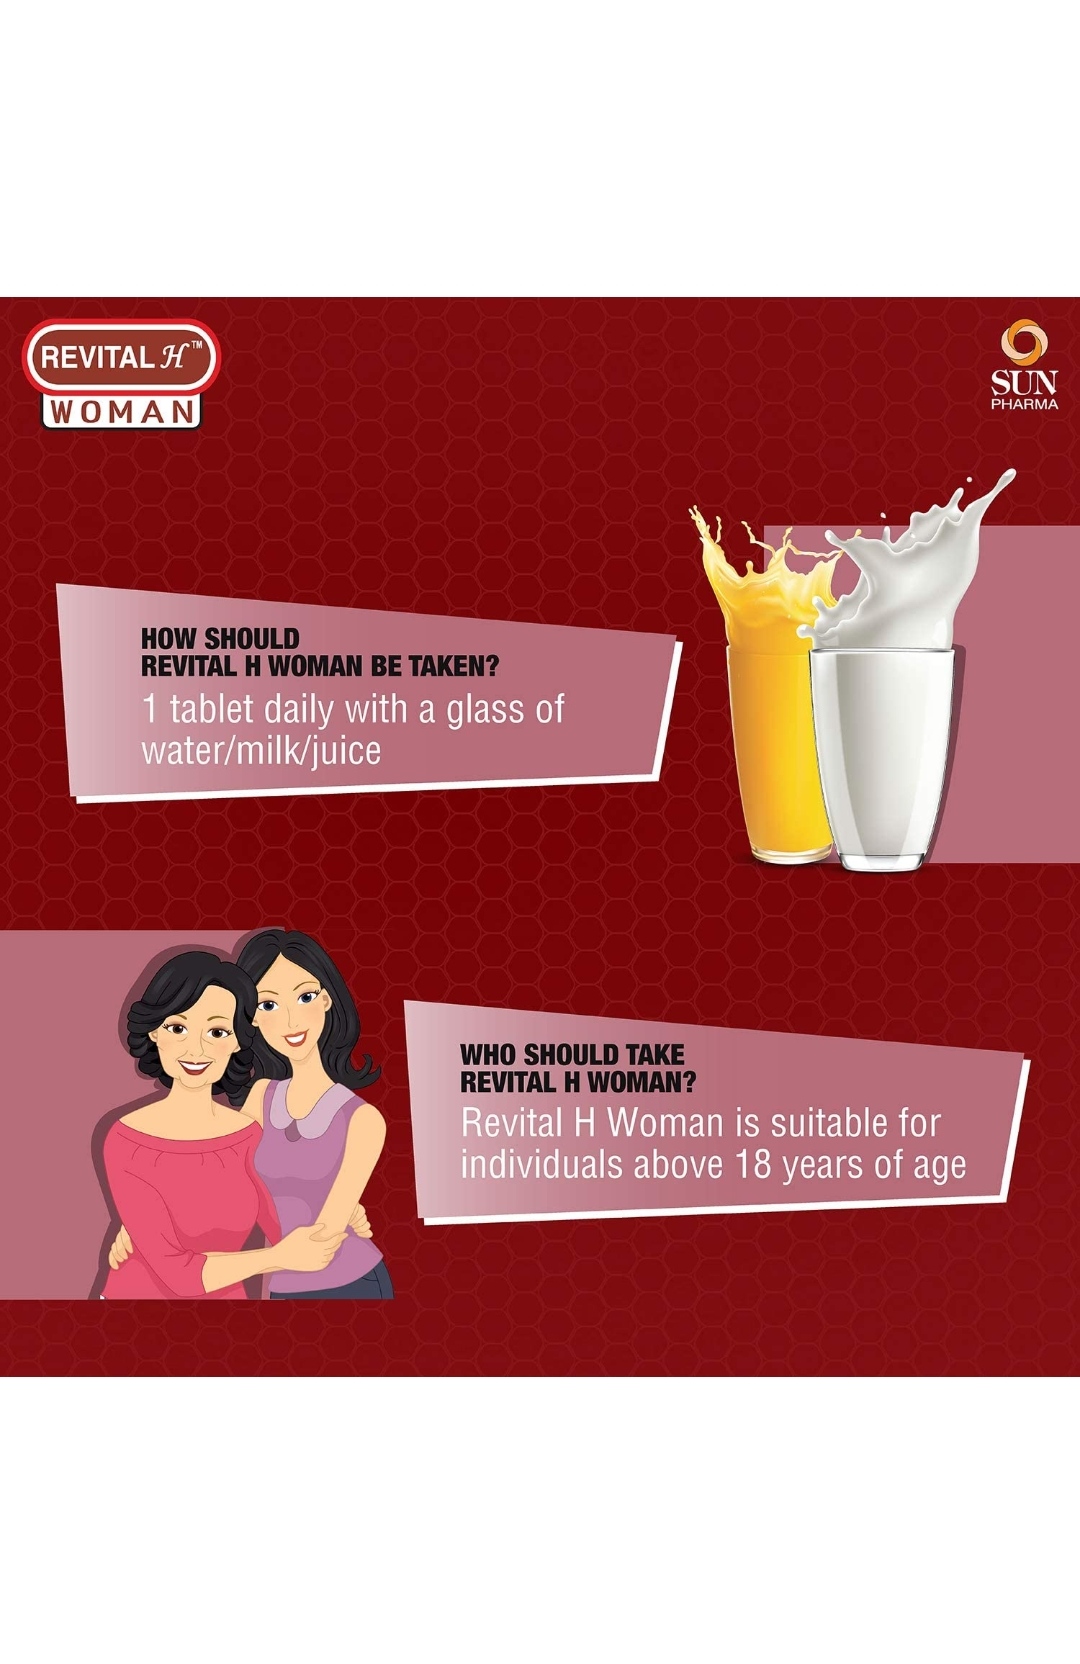 REVITAL H™
WOMAN
SUN
PHARMA
HOW SHOULD
REVITAL H WOMAN BE TAKEN?
1 tablet daily with a glass of
water/milk/juice
WHO SHOULD TAKE
REVITAL H WOMAN?
Revital H Woman is suitable for
individuals above 18 years of age